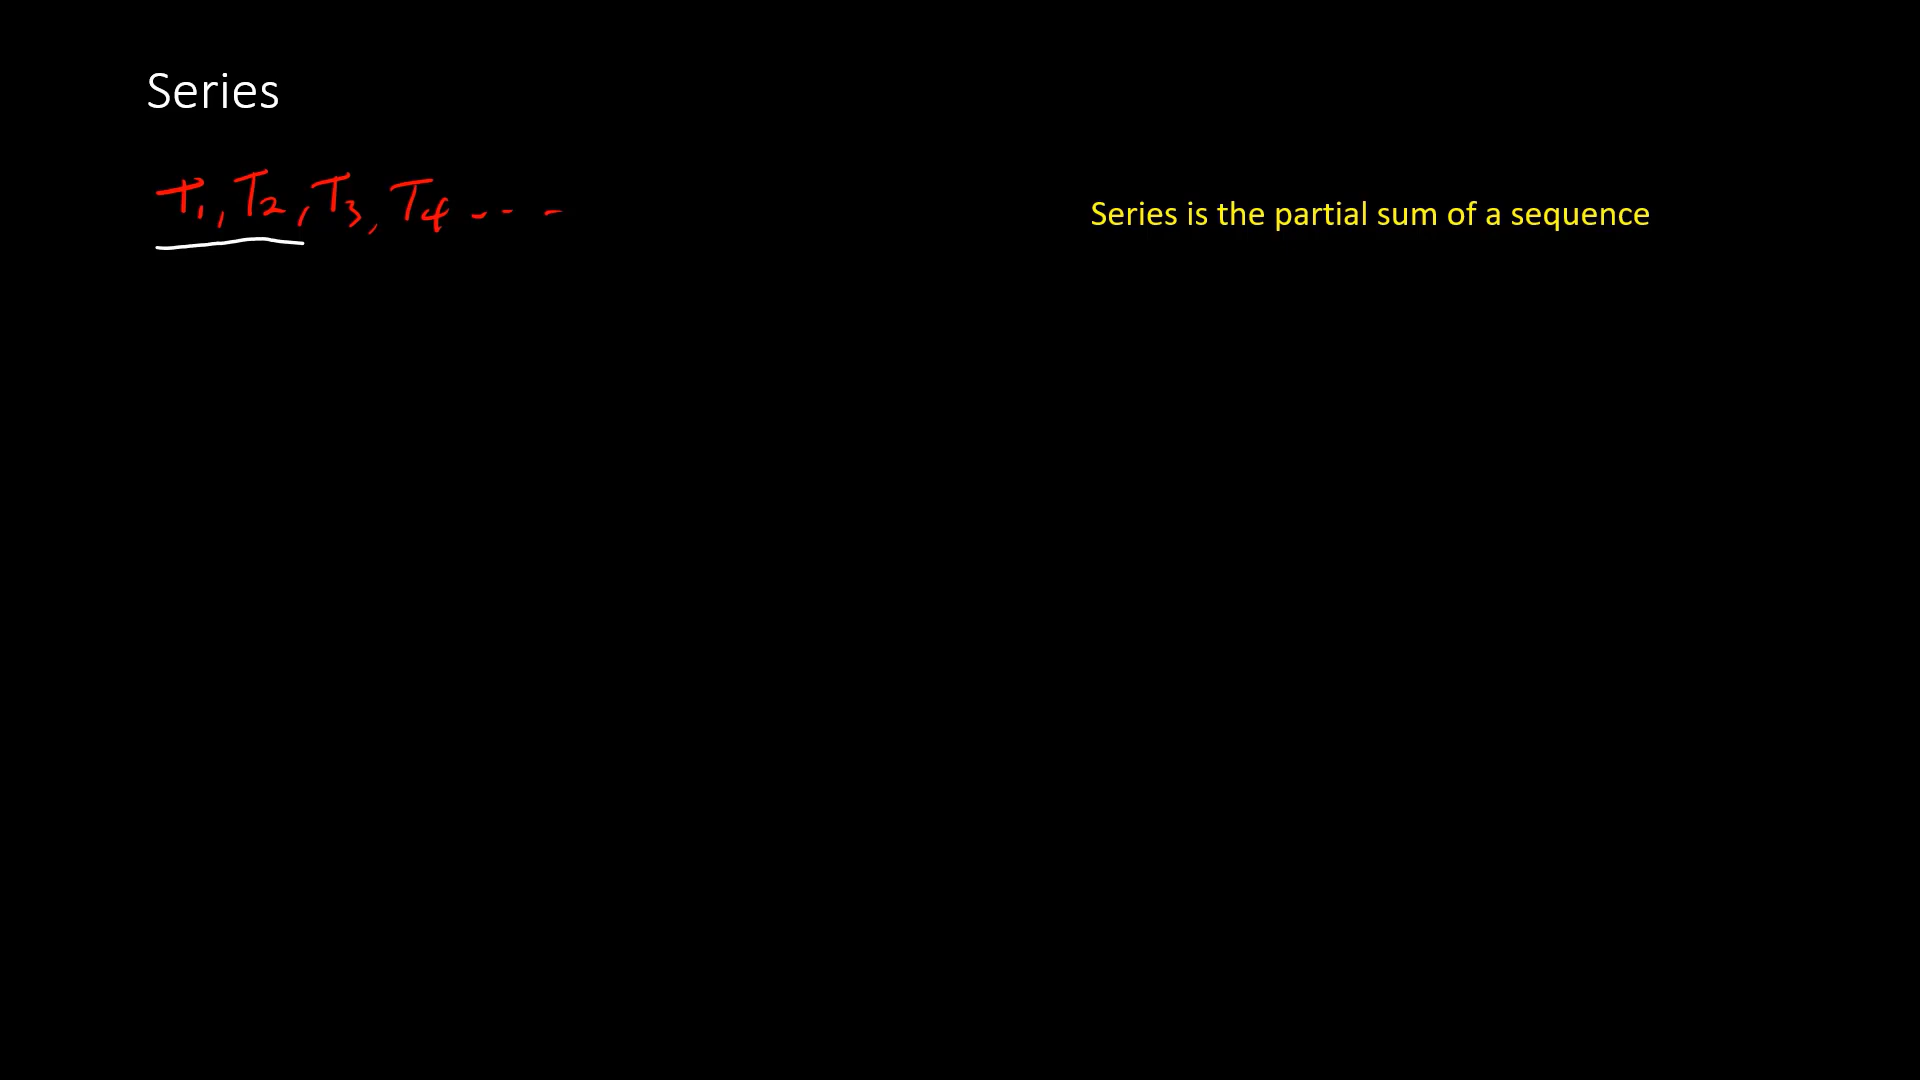 Series
T₁, T₂, T₃, T₄ - - -
Series is the partial sum of a sequence